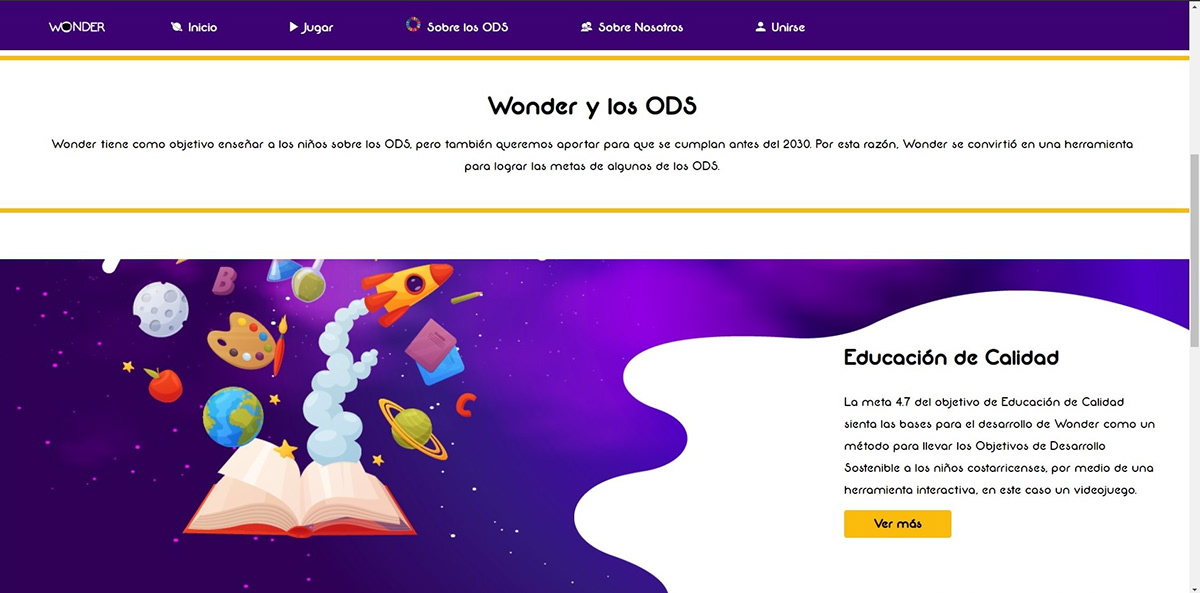 WONDER Inicio Jugar Sobre los ODS Sobre Nosotros Unirse
Wonder y los ODS
Wonder tiene como objetivo enseñar a los niños sobre los ODS, pero también queremos aportar para que se cumplan antes del 2030. Por esta razón, Wonder se convirtió en una herramienta
para lograr las metas de algunos de los ODS.
B
C
Educación de Calidad
La meta 4.7 del objetivo de Educación de Calidad
sienta las bases para el desarrollo de Wonder como un
método para llevar los Objetivos de Desarrollo
Sostenible a los niños costarricenses, por medio de una
herramienta interactiva, en este caso un videojuego.
Ver más